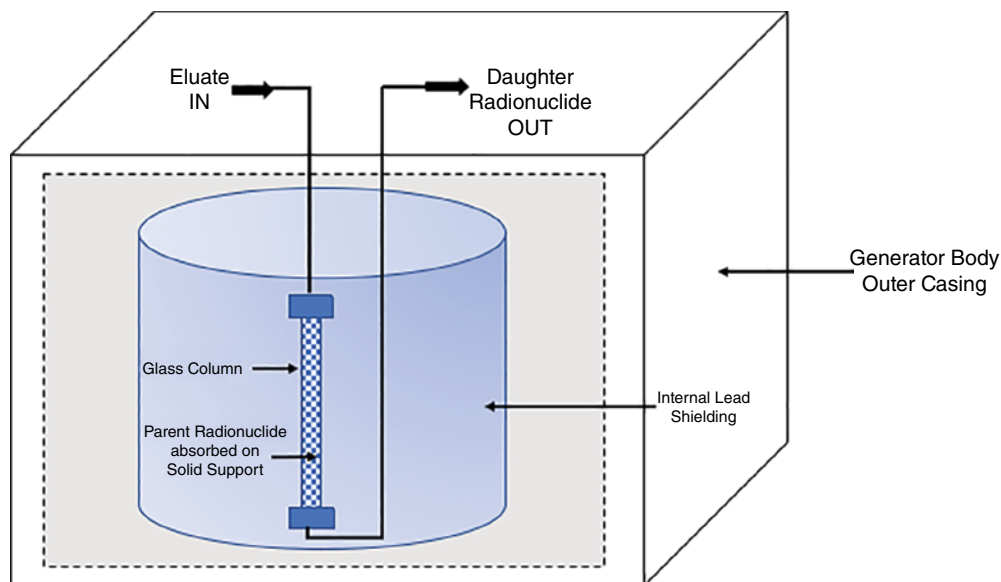 Eluate
IN
Daughter
Radionuclide
OUT
Generator Body
Outer Casing
Glass Column
Internal Lead
Shielding
Parent Radionuclide
absorbed on
Solid Support